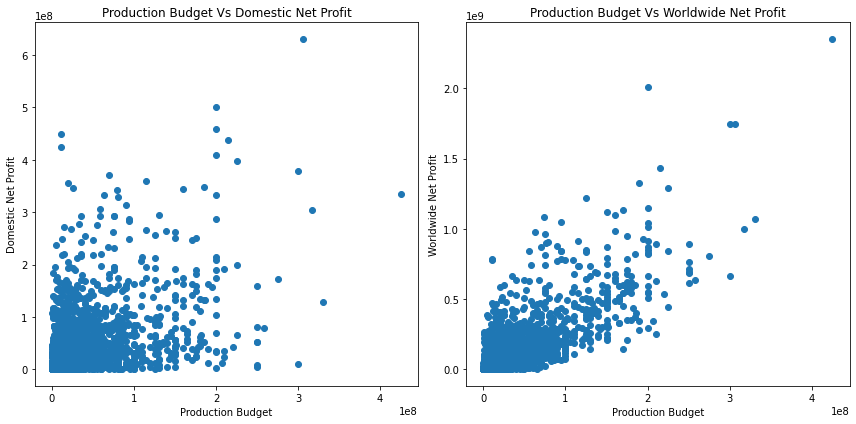 Production Budget Vs Domestic Net Profit
1e8
6
5
4
3
2
1
0
Domestic Net Profit
0
1
2
3
4
1e8
Production Budget
Production Budget Vs Worldwide Net Profit
1e9
2.0
1.5
1.0
0.5
0.0
Worldwide Net Profit
0
1
2
3
4
1e8
Production Budget